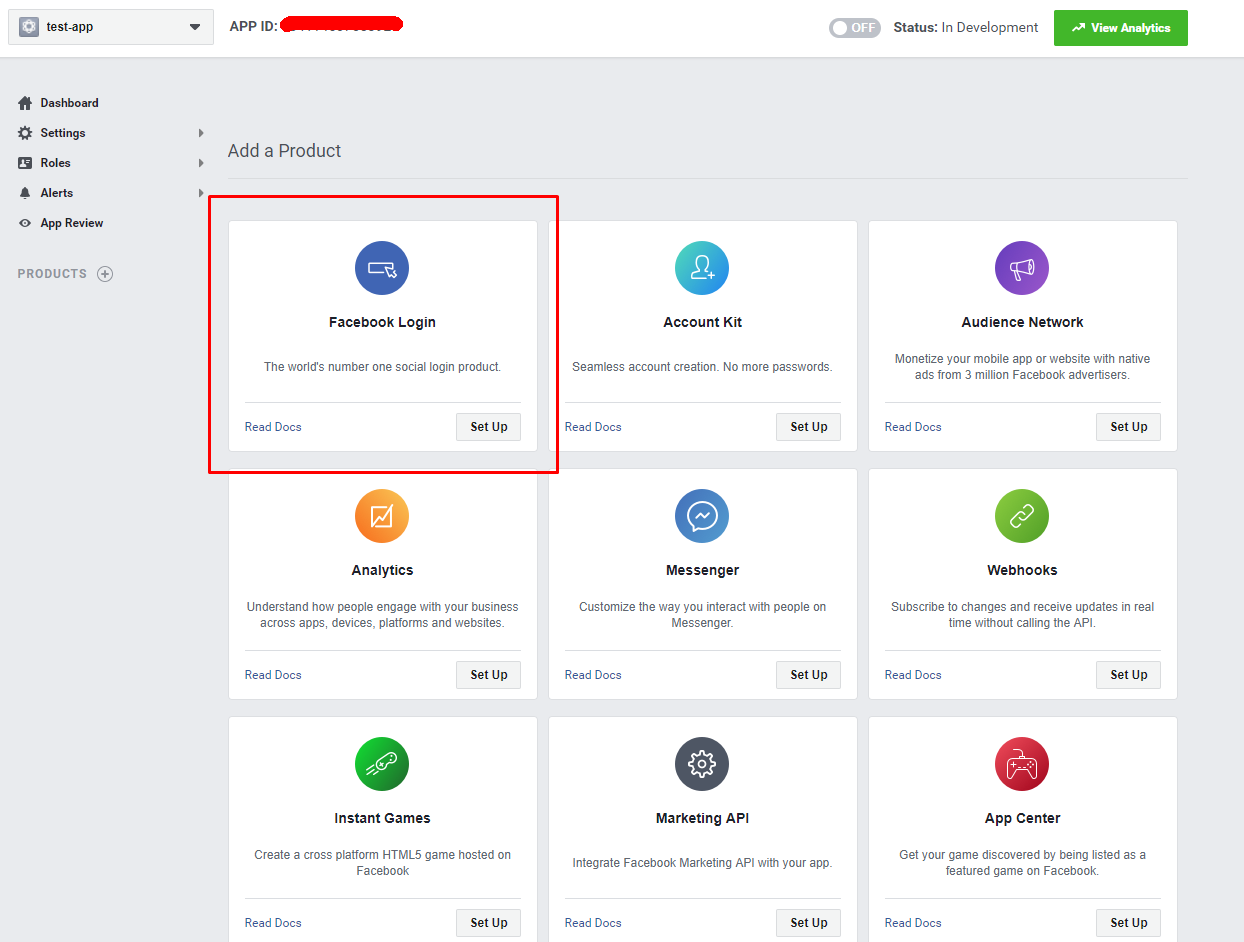 test-app
APP ID:
OFF
Status: In Development
View Analytics
Dashboard
Settings
Roles
Alerts
App Review
PRODUCTS
Add a Product
Facebook Login
The world's number one social login product.
Read Docs
Set Up
Account Kit
Seamless account creation. No more passwords.
Read Docs
Set Up
Audience Network
Monetize your mobile app or website with native
ads from 3 million Facebook advertisers.
Read Docs
Set Up
Analytics
Understand how people engage with your business
across apps, devices, platforms and websites.
Read Docs
Set Up
Messenger
Customize the way you interact with people on
Messenger.
Read Docs
Set Up
Webhooks
Subscribe to changes and receive updates in real
time without calling the API.
Read Docs
Set Up
Instant Games
Create a cross platform HTML5 game hosted on
Facebook
Read Docs
Set Up
Marketing API
Integrate Facebook Marketing API with your app.
Read Docs
Set Up
App Center
Get your game discovered by being listed as a
featured game on Facebook.
Read Docs
Set Up